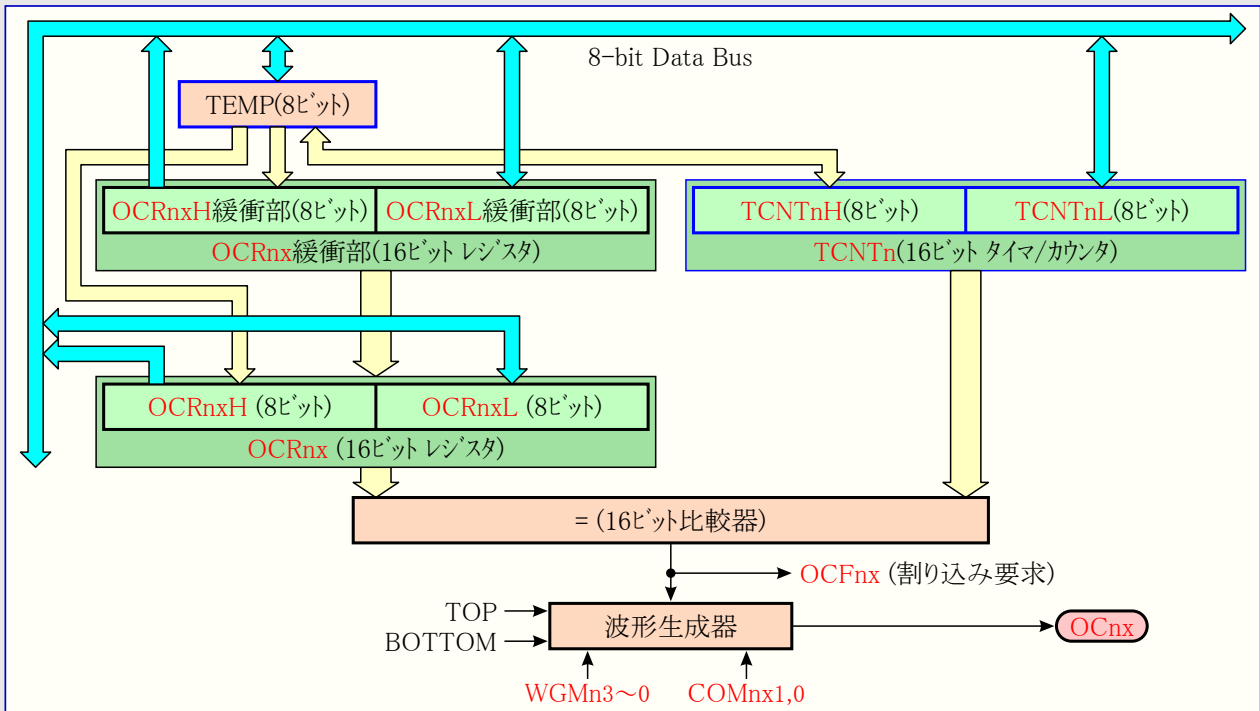 8-bit Data Bus
TEMP(8ビット)
OCRnxH緩衝部(8ビット) OCRnxL緩衝部(8ビット)
OCRnx緩衝部(16ビット レジスタ)
TCNTnH(8ビット) TCNTnL(8ビット)
TCNTn(16ビット タイマ/カウンタ)
OCRnxH (8ビット) OCRnxL (8ビット)
OCRnx (16ビット レジスタ)
= (16ビット比較器)
OCFnx (割り込み要求)
TOP
BOTTOM
波形生成器
OCnx
WGMn3～0 COMnx1,0